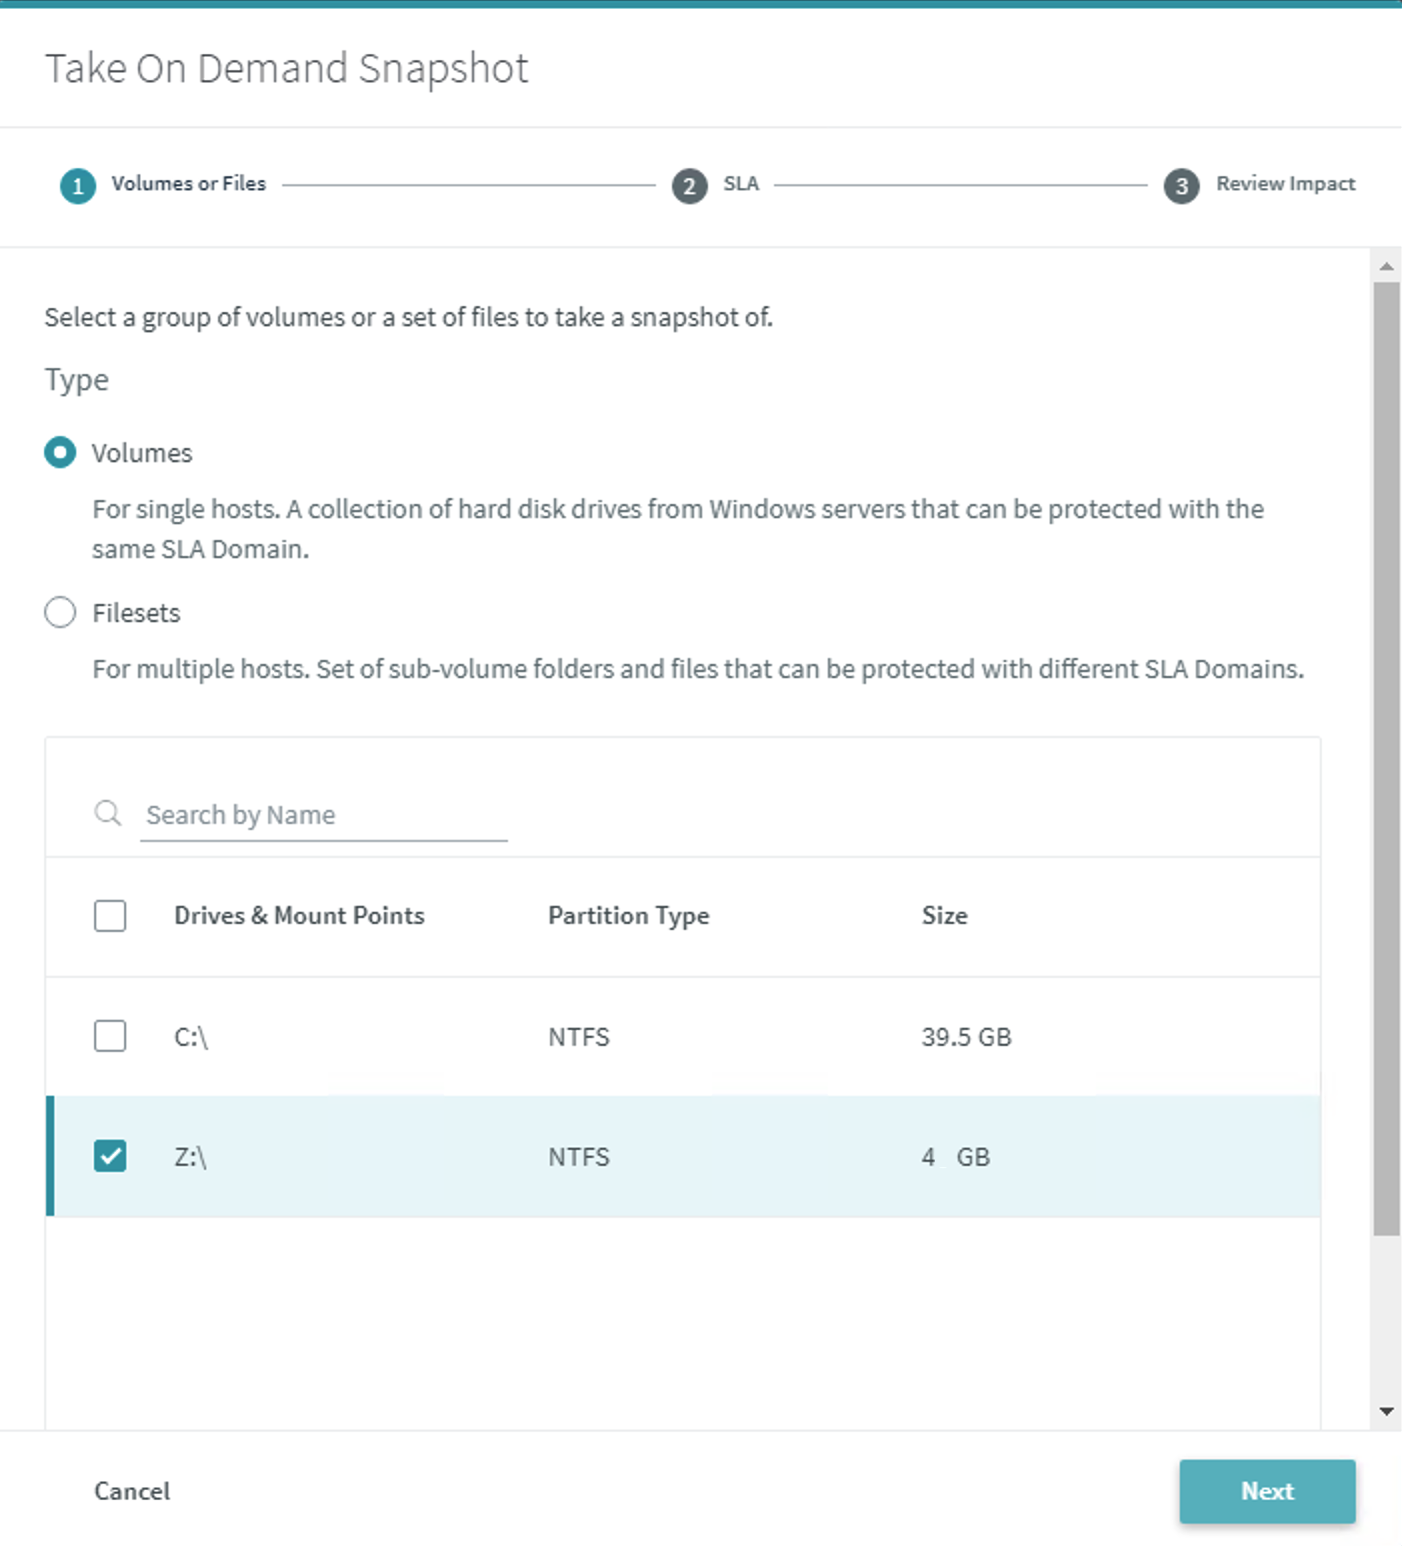 Take On Demand Snapshot
1 Volumes or Files 2 SLA 3 Review Impact
Select a group of volumes or a set of files to take a snapshot of.
Type
Volumes
For single hosts. A collection of hard disk drives from Windows servers that can be protected with the
same SLA Domain.
Filesets
For multiple hosts. Set of sub-volume folders and files that can be protected with different SLA Domains.
Search by Name
Drives & Mount Points Partition Type Size
C:\ NTFS 39.5 GB
Z:\ NTFS 4 GB
Cancel Next